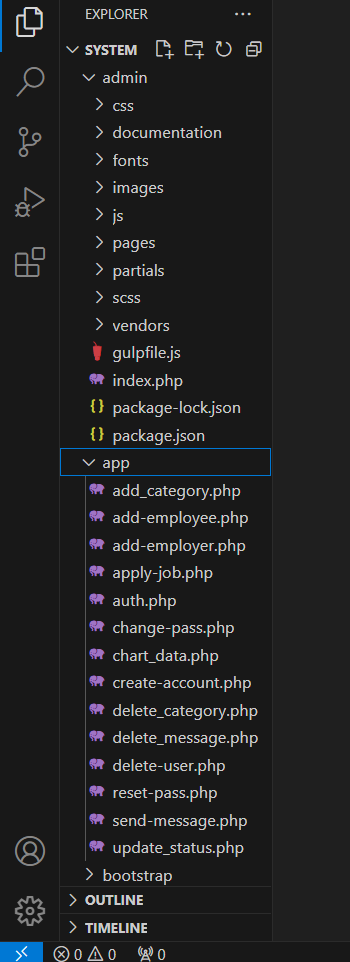 EXPLORER
SYSTEM
admin
css
documentation
fonts
images
js
pages
partials
scss
vendors
gulpfile.js
index.php
package-lock.json
package.json
app
add_category.php
add-employee.php
add-employer.php
apply-job.php
auth.php
change-pass.php
chart_data.php
create-account.php
delete_category.php
delete_message.php
delete-user.php
reset-pass.php
send-message.php
update_status.php
bootstrap
OUTLINE
TIMELINE
0 0 0